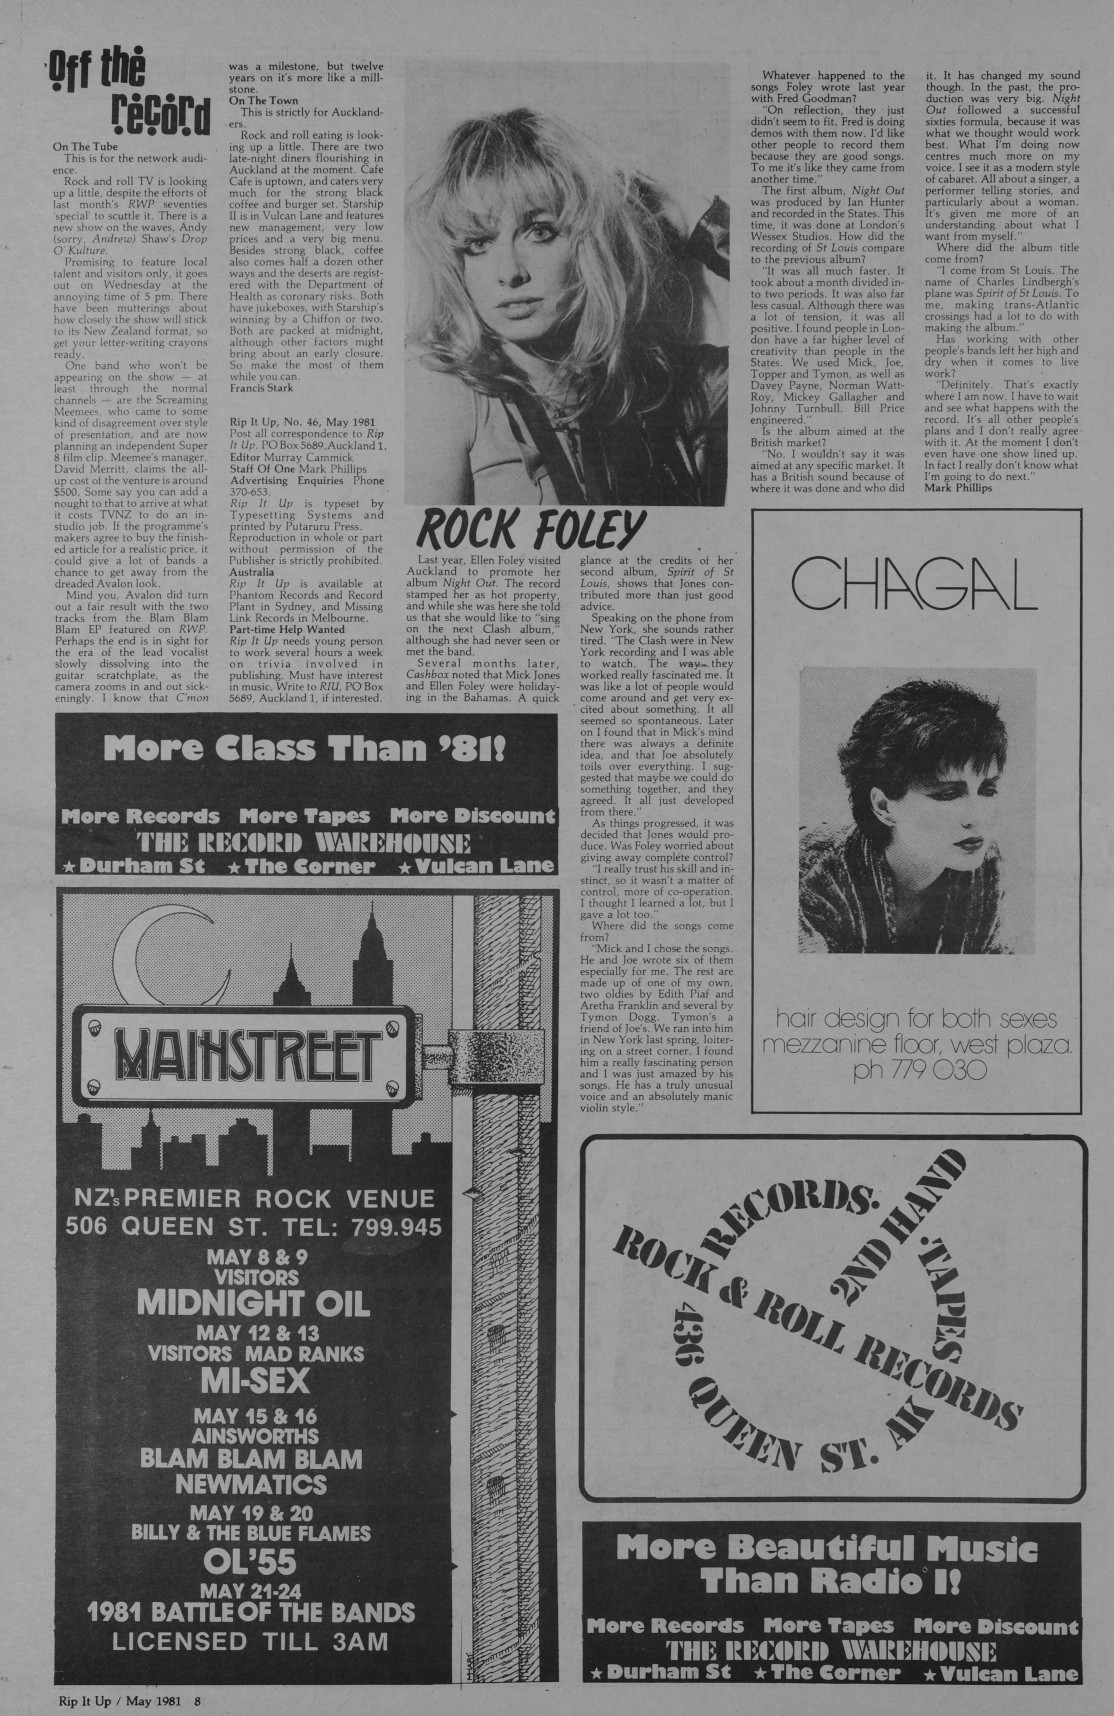 Off the
record
On The Tube
This is for the network audi-
ence.
Rock and roll TV is looking
up a little, despite the efforts of
last month's RWP seventies
'special' to scuttle it. There is a
new show on the waves, Andy
(sorry, Andrew) Shaw's Drop
O' Kulture.
Promising to feature local
talent and visitors only, it goes
out on Wednesday at the
annoying time of 5 pm. There
have been mutterings about
how closely the show will stick
to its New Zealand format, so
get your letter-writing crayons
ready.
One band who won't be
appearing on the show — at
least through the normal
channels — are the Screaming
Meemees, who came to some
kind of disagreement over style
of presentation, and are now
planning an independent Super
8 film clip. Meemee's manager,
David Merritt, claims the all-
up cost of the venture is around
$500. Some say you can add a
nought to that to arrive at what
it costs TVNZ to do an in-
studio job. If the programme's
makers agree to buy the finish-
ed article for a realistic price, it
could give a lot of bands a
chance to get away from the
dreaded Avalon look.
Mind you, Avalon did turn
out a fair result with the two
tracks from the Blam Blam
Blam EP featured on RWP.
Perhaps the end is in sight for
the era of the lead vocalist
slowly dissolving into the
guitar scratchplate, as the
camera zooms in and out sick-
eningly. I know that C'mon
was a milestone, but twelve
years on it's more like a mill-
stone.
On The Town
This is strictly for Auckland-
ers.
Rock and roll eating is look-
ing up a little. There are two
late-night diners flourishing in
Auckland at the moment. Cafe
Cafe is uptown, and caters very
much for the strong black
coffee and burger set. Starship
II is in Vulcan Lane and features
new management, very low
prices and a very big menu.
Besides strong black, coffee
also comes half a dozen other
ways and the deserts are regist-
ered with the Department of
Health as coronary risks. Both
have jukeboxes, with Starship's
winning by a Chiffon or two.
Both are packed at midnight,
although other factors might
bring about an early closure.
So make the most of them
while you can.
Francis Stark
Rip It Up, No. 46, May 1981
Post all correspondence to Rip
It Up, PO Box 5689, Auckland 1.
Editor Murray Cammick
Staff Of One Mark Phillips
Advertising Enquiries Phone
370-653.
Rip It Up is typeset by
Typesetting Systems and
printed by Putaruru Press.
Reproduction in whole or part
without permission of the
Publisher is strictly prohibited.
Australia
Rip It Up is available at
Phantom Records and Record
Plant in Sydney, and Missing
Link Records in Melbourne.
Part-time Help Wanted
Rip It Up needs young person
to work several hours a week
on trivia involved in
publishing. Must have interest
in music. Write to RIU, PO Box
5689, Auckland 1, if interested.
ROCK FOLEY
Last year, Ellen Foley visited
Auckland to promote her
album Night Out. The record
stamped her as hot property,
and while she was here she told
us that she would like to "sing
on the next Clash album,"
although she had never seen or
met the band.
Several months later,
Cashbox noted that Mick Jones
and Ellen Foley were holiday-
ing in the Bahamas. A quick
glance at the credits of her
second album, Spirit of St
Louis, shows that Jones con-
tributed more than just good
advice.
Speaking on the phone from
New York, she sounds rather
tired. "The Clash were in New
York recording and I was able
to watch. The way they
worked really fascinated me. It
was like a lot of people would
come around and get very ex-
cited about something. It all
seemed so spontaneous. Later
on I found that in Mick's mind
there was always a definite
idea, and that Joe absolutely
toils over everything. I sug-
gested that maybe we could do
something together, and they
agreed. It all just developed
from there."
As things progressed, it was
decided that Jones would pro-
duce. Was Foley worried about
giving away complete control?
"I really trust his skill and in-
stinct, so it wasn't a matter of
control, more of co-operation.
I thought I learned a lot, but I
gave a lot too."
Where did the songs come
from?
"Mick and I chose the songs.
He and Joe wrote six of them
especially for me. The rest are
made up of one of my own,
two oldies by Edith Piaf and
Aretha Franklin and several by
Tymon Dogg. Tymon's a
friend of Joe's. We ran into him
in New York last spring, loiter-
ing on a street corner. I found
him a really fascinating person
and I was just amazed by his
songs. He has a truly unusual
voice and an absolutely manic
violin style."
Whatever happened to the
songs Foley wrote last year
with Fred Goodman?
"On reflection, they just
didn't seem to fit. Fred is doing
demos with them now. I'd like
other people to record them
because they are good songs.
To me it's like they came from
another time."
The first album, Night Out
was produced by Ian Hunter
and recorded in the States. This
time, it was done at London's
Wessex Studios. How did the
recording of St Louis compare
to the previous album?
"It was all much faster. It
took about a month divided in-
to two periods. It was also far
less casual. Although there was
a lot of tension, it was all
positive. I found people in Lon-
don have a far higher level of
creativity than people in the
States. We used Mick, Joe,
Topper and Tymon, as well as
Davey Payne, Norman Watt-
Roy, Mickey Gallagher and
Johnny Turnbull. Bill Price
engineered."
Is the album aimed at the
British market?
"No, I wouldn't say it was
aimed at any specific market. It
has a British sound because of
where it was done and who did
it. It has changed my sound
though. In the past, the pro-
duction was very big. Night
Out followed a successful
sixties formula, because it was
what we thought would work
best. What I'm doing now
centres much more on my
voice. I see it as a modern style
of cabaret. All about a singer, a
performer telling stories, and
particularly about a woman.
It's given me more of an
understanding about what I
want from myself."
Where did the album title
come from?
"I come from St Louis. The
name of Charles Lindbergh's
plane was Spirit of St Louis. To
me, making trans-Atlantic
crossings had a lot to do with
making the album."
Has working with other
people's bands left her high and
dry when it comes to live
work?
"Definitely. That's exactly
where I am now. I have to wait
and see what happens with the
record. It's all other people's
plans and I don't really agree
with it. At the moment I don't
even have one show lined up.
In fact I really don't know what
I'm going to do next."
Mark Phillips
More Class Than '81!
More Records More Tapes More Discount
THE RECORD WAREHOUSE
★ Durham St ★ The Corner ★ Vulcan Lane
MAINSTREET
NZ's PREMIER ROCK VENUE
506 QUEEN ST. TEL: 799.945
MAY 8 & 9
VISITORS
MIDNIGHT OIL
MAY 12 & 13
VISITORS MAD RANKS
MI-SEX
MAY 15 & 16
AINSWORTHS
BLAM BLAM BLAM
NEWMATICS
MAY 19 & 20
BILLY & THE BLUE FLAMES
OL'55
MAY 21-24
1981 BATTLE OF THE BANDS
LICENSED TILL 3AM
CHAGAL
hair design for both sexes
mezzanine floor, west plaza.
ph 779 030
RECORDS·
2ND HAND
·TAPES
ROCK & ROLL RECORDS
436 QUEEN ST. AK
More Beautiful Music
Than Radio I!
More Records More Tapes More Discount
THE RECORD WAREHOUSE
★ Durham St ★ The Corner ★ Vulcan Lane
Rip It Up / May 1981 8